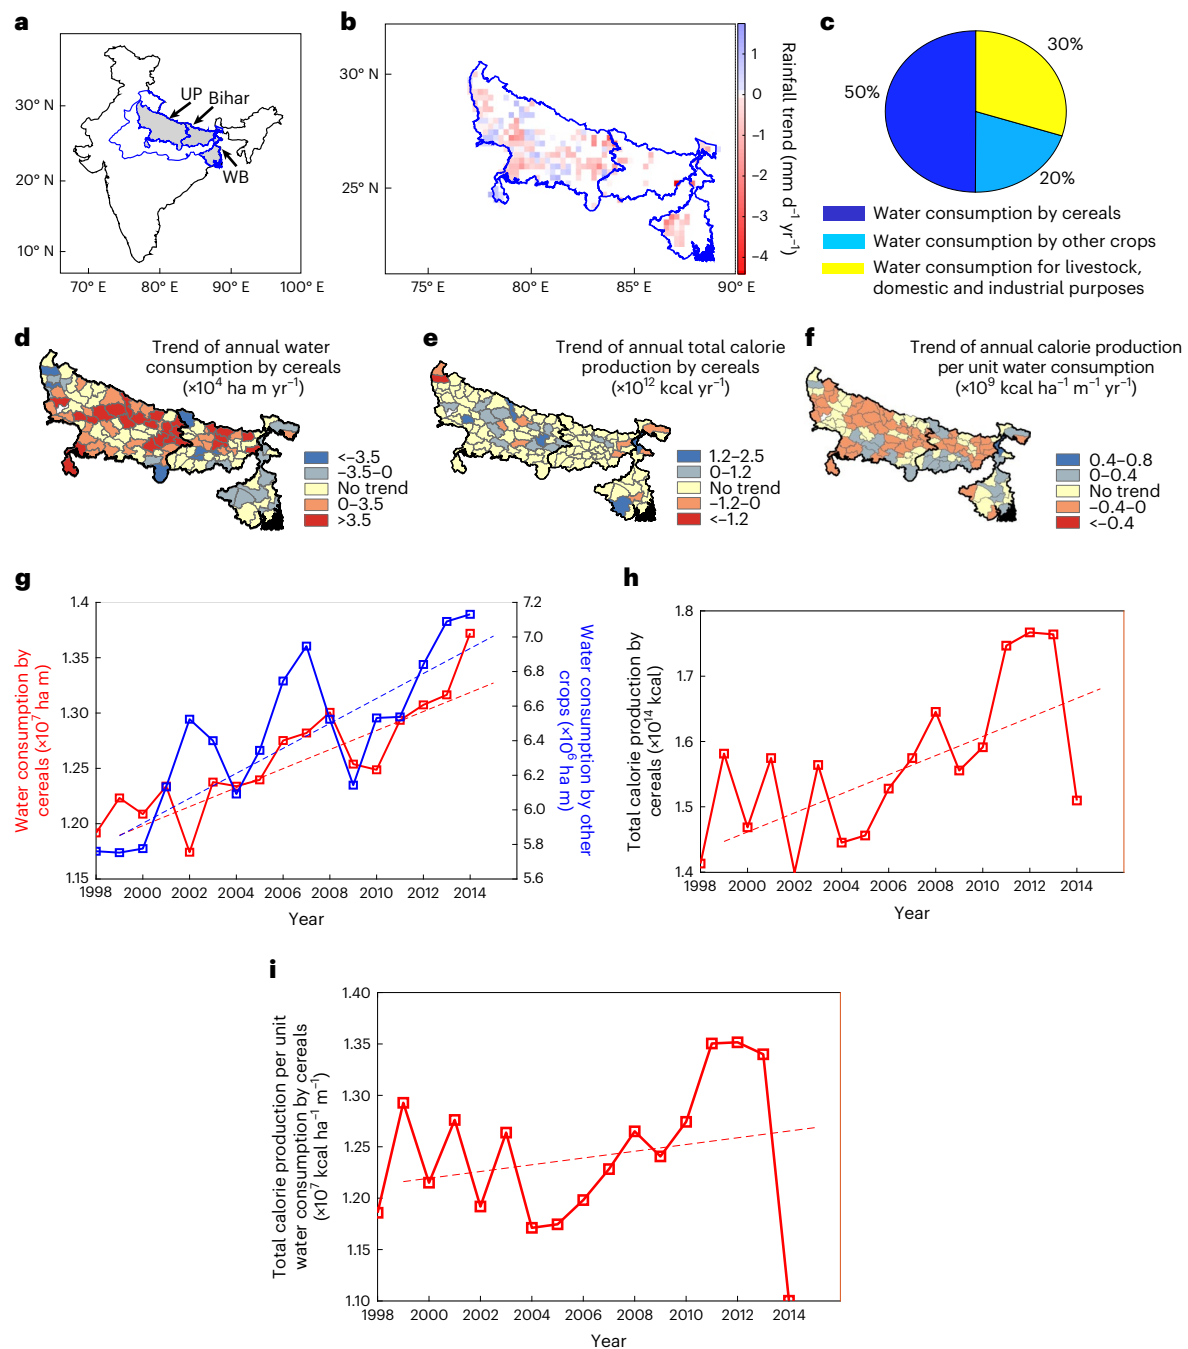 a
30° N
20° N
10° N
70° E
80° E
90° E
100° E
UP
Bihar
WB
b
30° N
25° N
75° E
80° E
85° E
90° E
1
0
−1
−2
−3
−4
Rainfall trend (mm d⁻¹ yr⁻¹)
c
50%
30%
20%
Water consumption by cereals
Water consumption by other crops
Water consumption for livestock,
domestic and industrial purposes
d
Trend of annual water
consumption by cereals
(×10⁴ ha m yr⁻¹)
<−3.5
−3.5–0
No trend
0–3.5
>3.5
e
Trend of annual total calorie
production by cereals
(×10¹² kcal yr⁻¹)
1.2–2.5
0–1.2
No trend
−1.2–0
<−1.2
f
Trend of annual calorie production
per unit water consumption
(×10⁹ kcal ha⁻¹ m⁻¹ yr⁻¹)
0.4–0.8
0–0.4
No trend
−0.4–0
<−0.4
g
Water consumption by
cereals (×10⁷ ha m)
1.4
1.35
1.30
1.25
1.20
1.15
1998 2000 2002 2004 2006 2008 2010 2012 2014
Year
7.2
7.0
6.8
6.6
6.4
6.2
6.0
5.8
5.6
Water consumption by other
crops (×10⁶ ha m)
h
Total calorie production by
cereals (×10¹⁴ kcal)
1.8
1.7
1.6
1.5
1.4
1998 2000 2002 2004 2006 2008 2010 2012 2014
Year
i
Total calorie production per unit
water consumption by cereals
(×10⁷ kcal ha⁻¹ m⁻¹)
1.40
1.35
1.30
1.25
1.20
1.15
1.10
1998 2000 2002 2004 2006 2008 2010 2012 2014
Year